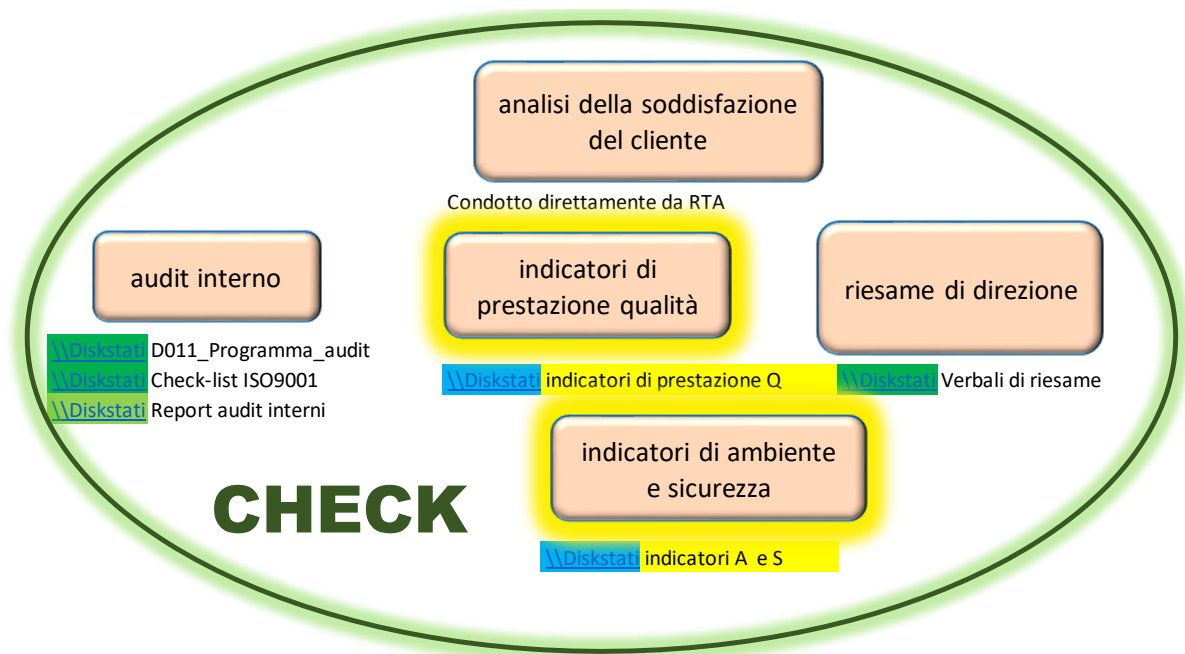 analisi della soddisfazione
del cliente
Condotto direttamente da RTA
audit interno
indicatori di
prestazione qualità
riesame di direzione
\\Diskstati D011_Programma_audit
\\Diskstati Check-list ISO9001
\\Diskstati Report audit interni
\\Diskstati indicatori di prestazione Q
\\Diskstati Verbali di riesame
indicatori di ambiente
e sicurezza
CHECK
\\Diskstati indicatori A e S